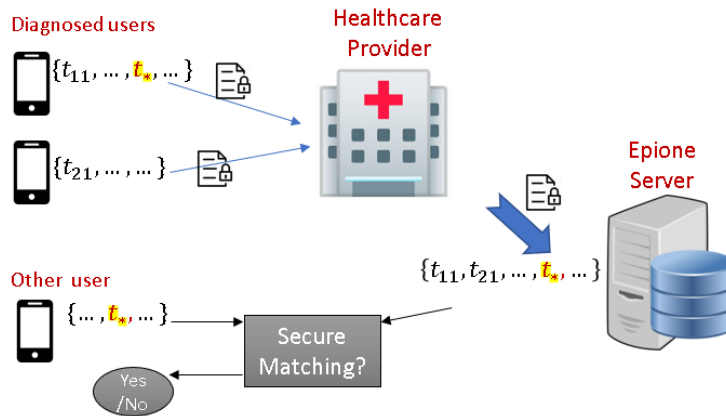 Diagnosed users
{t₁₁, … , t∗, … }
{t₂₁, … , … }
Healthcare
Provider
Epione
Server
{t₁₁, t₂₁, … , t∗, … }
Other user
{… , t∗, … }
Secure
Matching?
Yes
/No